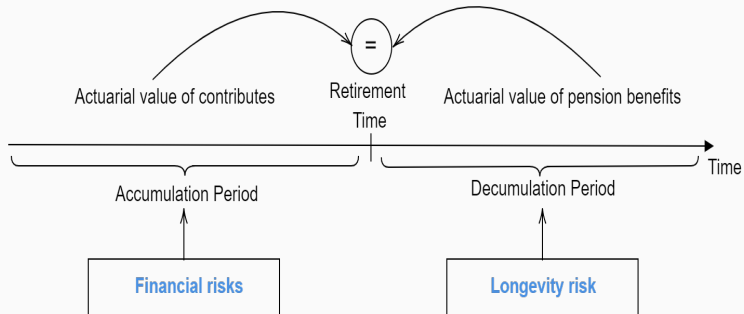 =
Actuarial value of contributes
Retirement
Time
Actuarial value of pension benefits
Time
Accumulation Period
Decumulation Period
Financial risks
Longevity risk